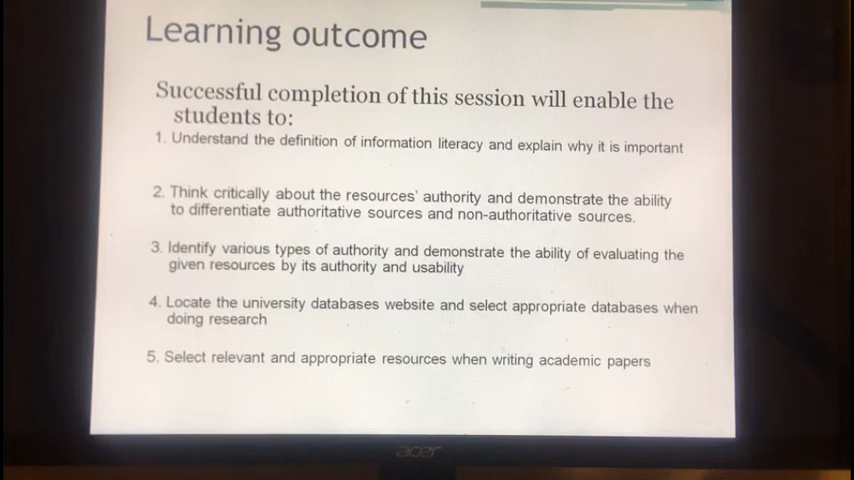 Learning outcome
Successful completion of this session will enable the
students to:
1. Understand the definition of information literacy and explain why it is important
2. Think critically about the resources' authority and demonstrate the ability
to differentiate authoritative sources and non-authoritative sources.
3. Identify various types of authority and demonstrate the ability of evaluating the
given resources by its authority and usability
4. Locate the university databases website and select appropriate databases when
doing research
5. Select relevant and appropriate resources when writing academic papers
acer